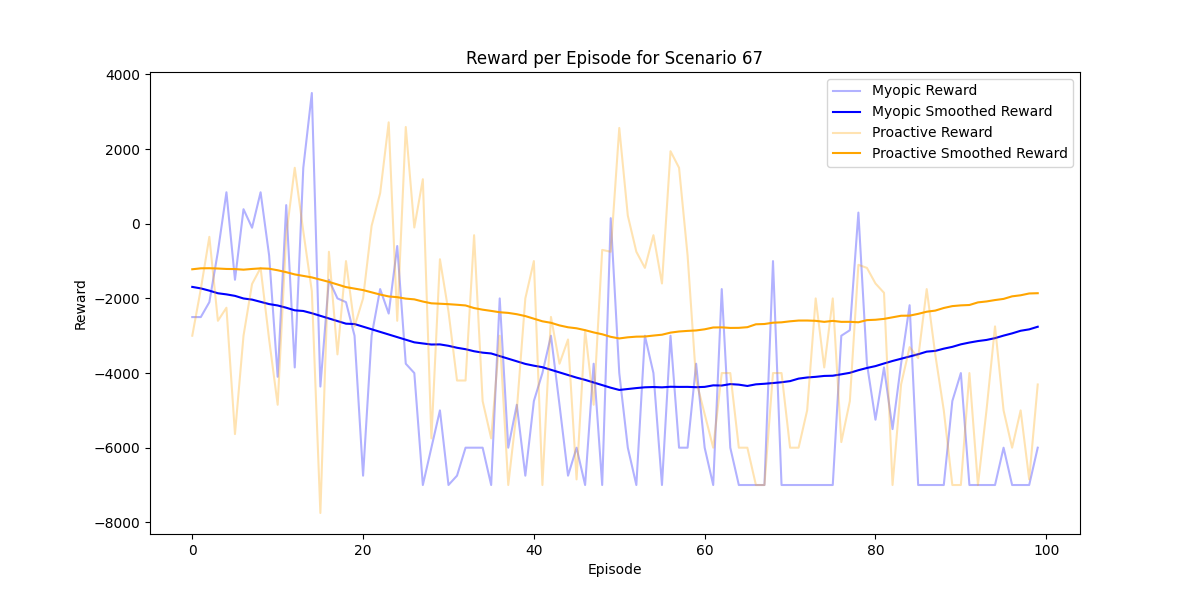 Reward per Episode for Scenario 67
4000
2000
0
−2000
−4000
−6000
−8000
Reward
Myopic Reward
Myopic Smoothed Reward
Proactive Reward
Proactive Smoothed Reward
0
20
40
60
80
100
Episode